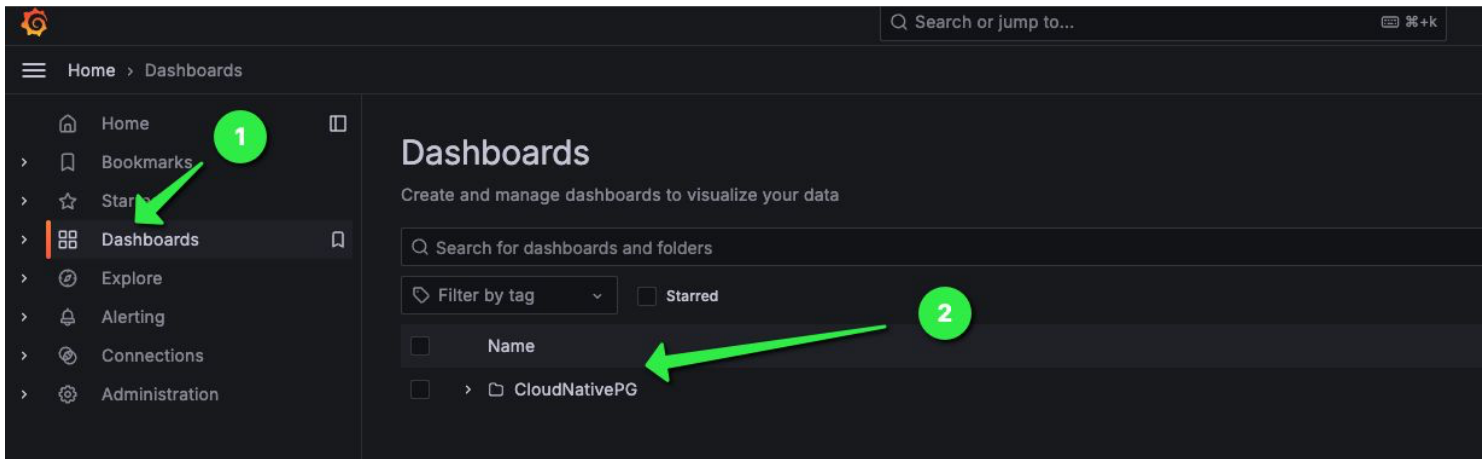 Search or jump to...
⌘+k
Home › Dashboards
Home
1
Bookmarks
Dashboards
Explore
Alerting
Connections
Administration
Dashboards
Create and manage dashboards to visualize your data
Search for dashboards and folders
Filter by tag
Starred
2
Name
CloudNativePG